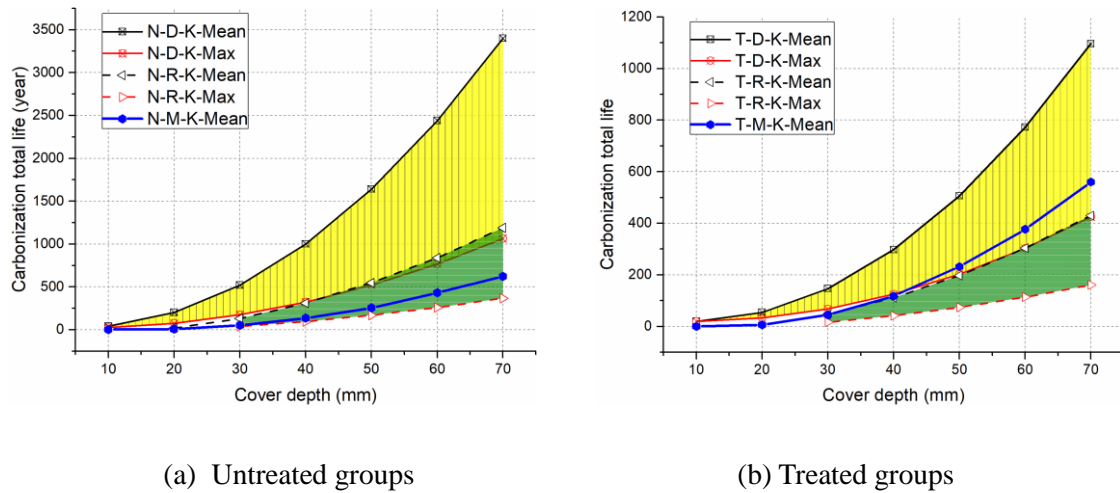 N-D-K-Mean
N-D-K-Max
N-R-K-Mean
N-R-K-Max
N-M-K-Mean
Carbonization total life (year)
3500
3000
2500
2000
1500
1000
500
0
10 20 30 40 50 60 70
Cover depth (mm)
(a) Untreated groups
T-D-K-Mean
T-D-K-Max
T-R-K-Mean
T-R-K-Max
T-M-K-Mean
Carbonization total life
1200
1000
800
600
400
200
0
10 20 30 40 50 60 70
Cover depth (mm)
(b) Treated groups